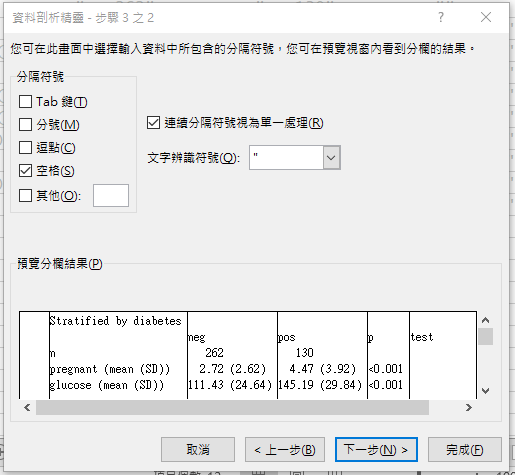 資料剖析精靈 - 步驟 3 之 2
您可在此畫面中選擇輸入資料中所包含的分隔符號，您可在預覽視窗內看到分欄的結果。
分隔符號
Tab 鍵(T)
分號(M)
逗點(C)
空格(S)
其他(O):
連續分隔符號視為單一處理(R)
文字辨識符號(Q): "
預覽分欄結果(P)
Stratified by diabetes
neg pos p test
n 262 130
pregnant (mean (SD)) 2.72 (2.62) 4.47 (3.92) <0.001
glucose (mean (SD)) 111.43 (24.64) 145.19 (29.84) <0.001
取消 < 上一步(B) 下一步(N) > 完成(F)